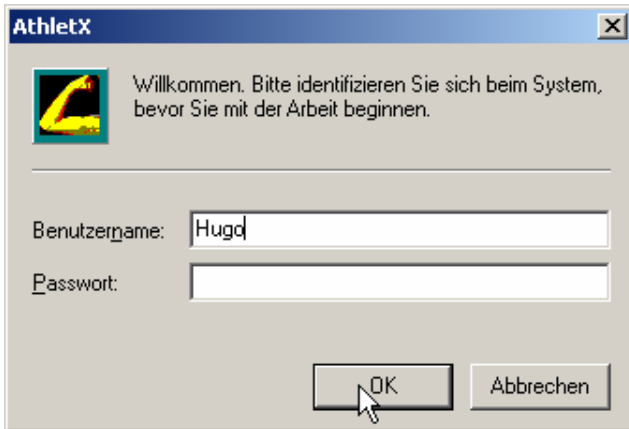 AthletX
Willkommen. Bitte identifizieren Sie sich beim System,
bevor Sie mit der Arbeit beginnen.
Benutzername: Hugo
Passwort:
OK Abbrechen